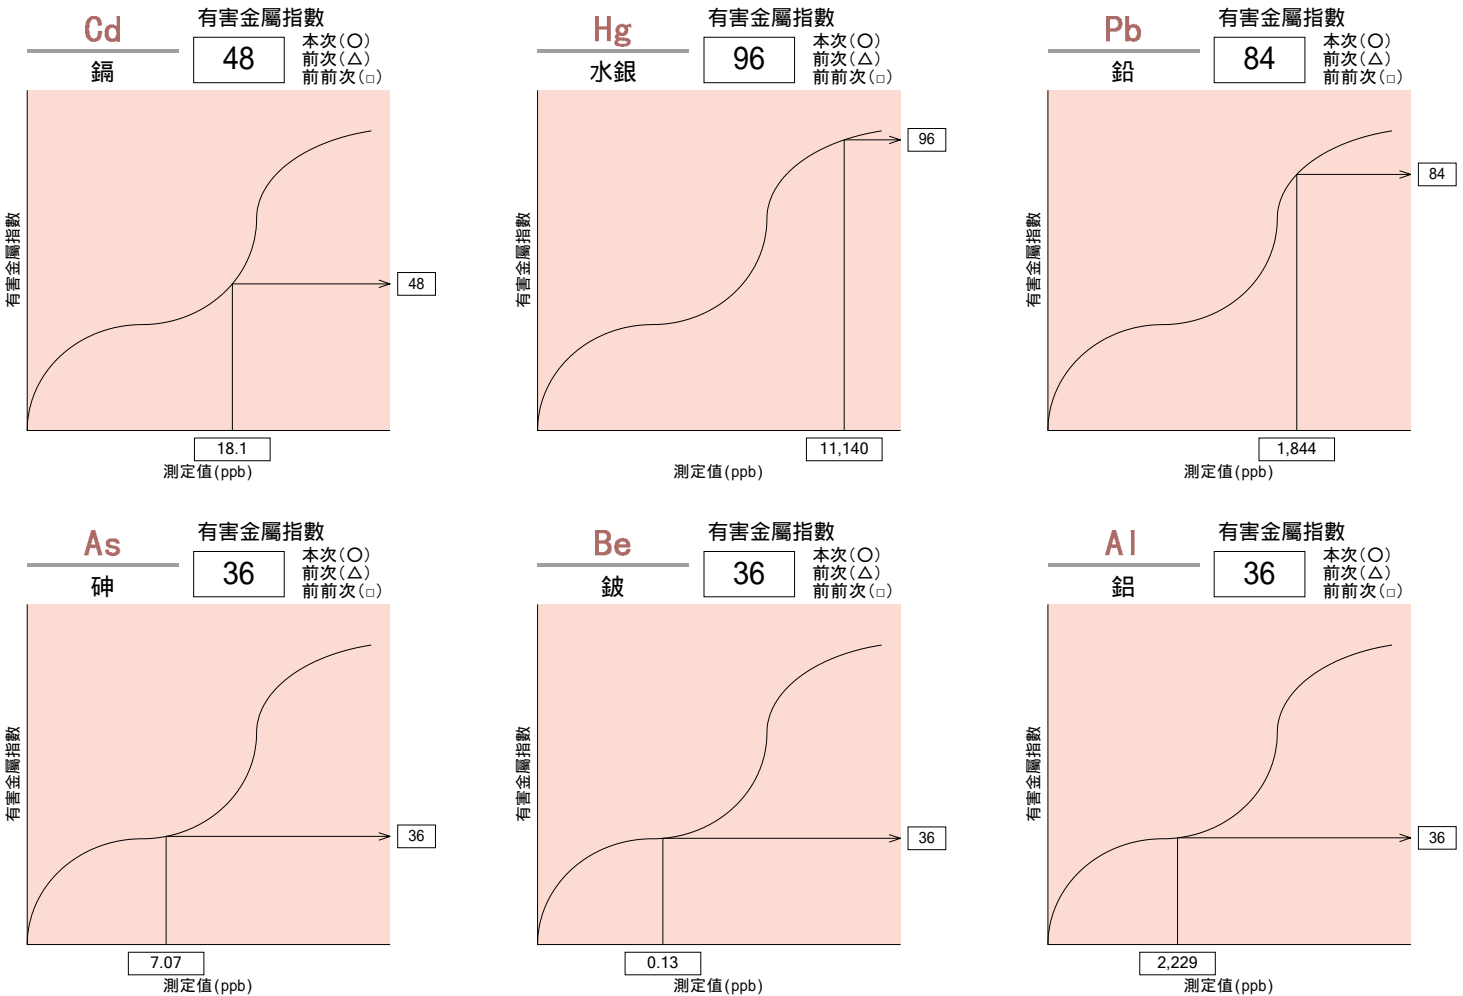 Cd
有害金屬指數
鎘
48
本次(○)
前次(△)
前前次(□)
有害金屬指數
48
18.1
測定值(ppb)
Hg
有害金屬指數
水銀
96
本次(○)
前次(△)
前前次(□)
有害金屬指數
96
11,140
測定值(ppb)
Pb
有害金屬指數
鉛
84
本次(○)
前次(△)
前前次(□)
有害金屬指數
84
1,844
測定值(ppb)
As
有害金屬指數
砷
36
本次(○)
前次(△)
前前次(□)
有害金屬指數
36
7.07
測定值(ppb)
Be
有害金屬指數
鈹
36
本次(○)
前次(△)
前前次(□)
有害金屬指數
36
0.13
測定值(ppb)
Al
有害金屬指數
鋁
36
本次(○)
前次(△)
前前次(□)
有害金屬指數
36
2,229
測定值(ppb)